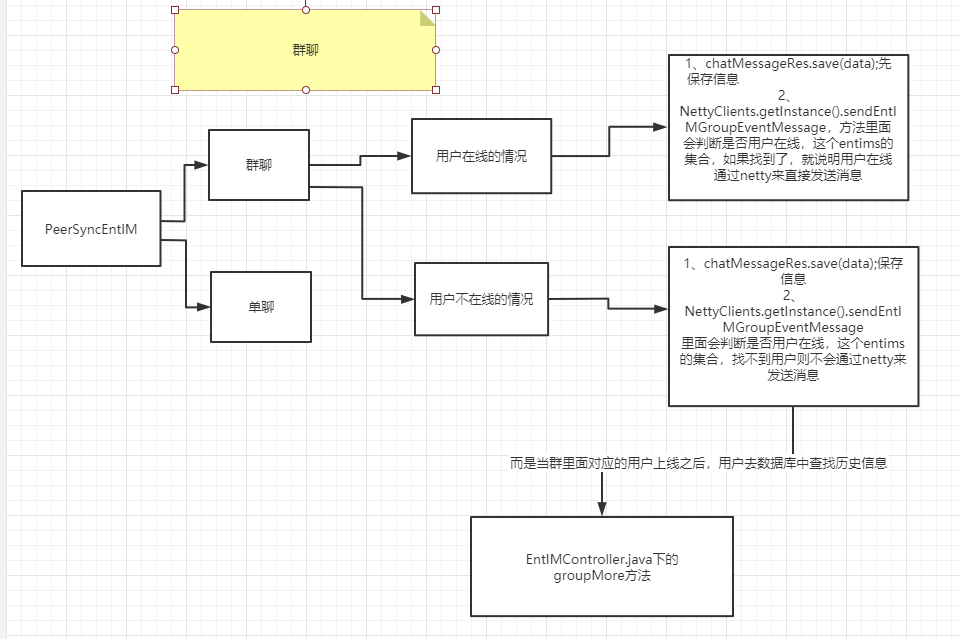 群聊
1、chatMessageRes.save(data);先
保存信息
2、
NettyClients.getInstance().sendEntI
MGroupEventMessage，方法里面
会判断是否用户在线，这个entims的
集合，如果找到了，就说明用户在线
通过netty来直接发送消息
群聊
用户在线的情况
PeerSyncEntIM
单聊
用户不在线的情况
1、chatMessageRes.save(data);保存
信息
2、
NettyClients.getInstance().sendEntI
MGroupEventMessage
里面会判断是否用户在线，这个entims
的集合，找不到用户则不会通过netty来
发送消息
而是当群里面对应的用户上线之后，用户去数据库中查找历史信息
EntIMController.java下的
groupMore方法